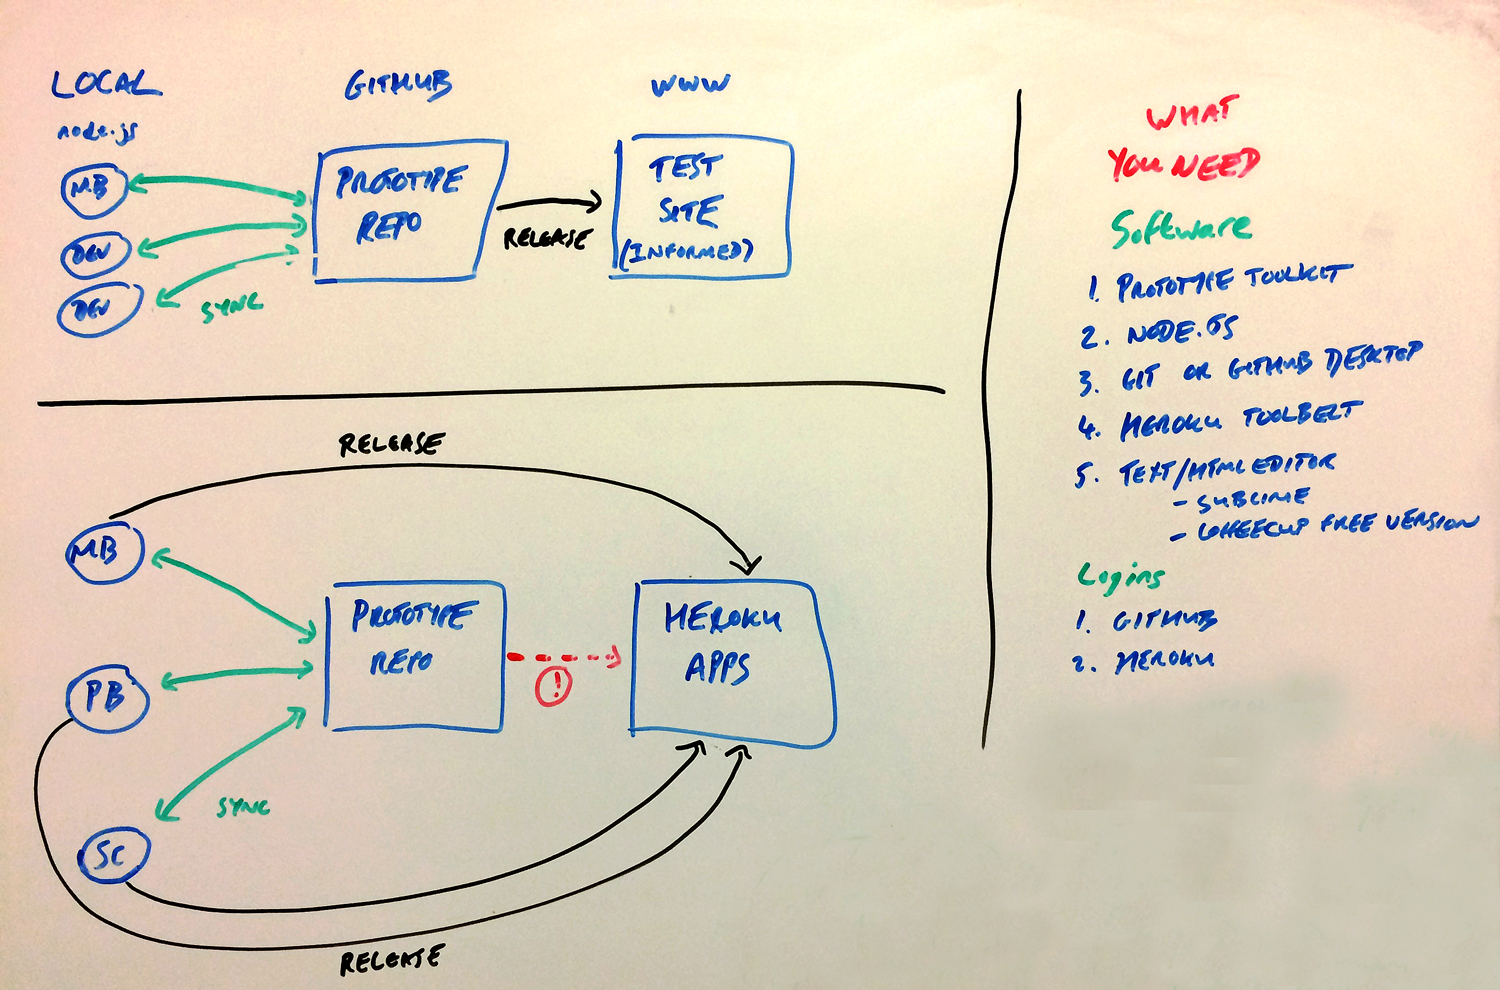 LOCAL
GITHUB
WWW
node.js
MB
DEV
DEV
SYNC
PROTOTYPE
REPO
RELEASE
TEST
SITE
(INFORMED)
RELEASE
MB
PB
SC
SYNC
PROTOTYPE
REPO
!
HEROKU
APPS
RELEASE
WHAT
YOU NEED
Software
1. PROTOTYPE TOOLKIT
2. NODE.JS
3. GIT OR GITHUB DESKTOP
4. HEROKU TOOLBELT
5. TEXT/HTML EDITOR
- SUBLIME
- COFFEECUP FREE VERSION
Logins
1. GITHUB
2. HEROKU